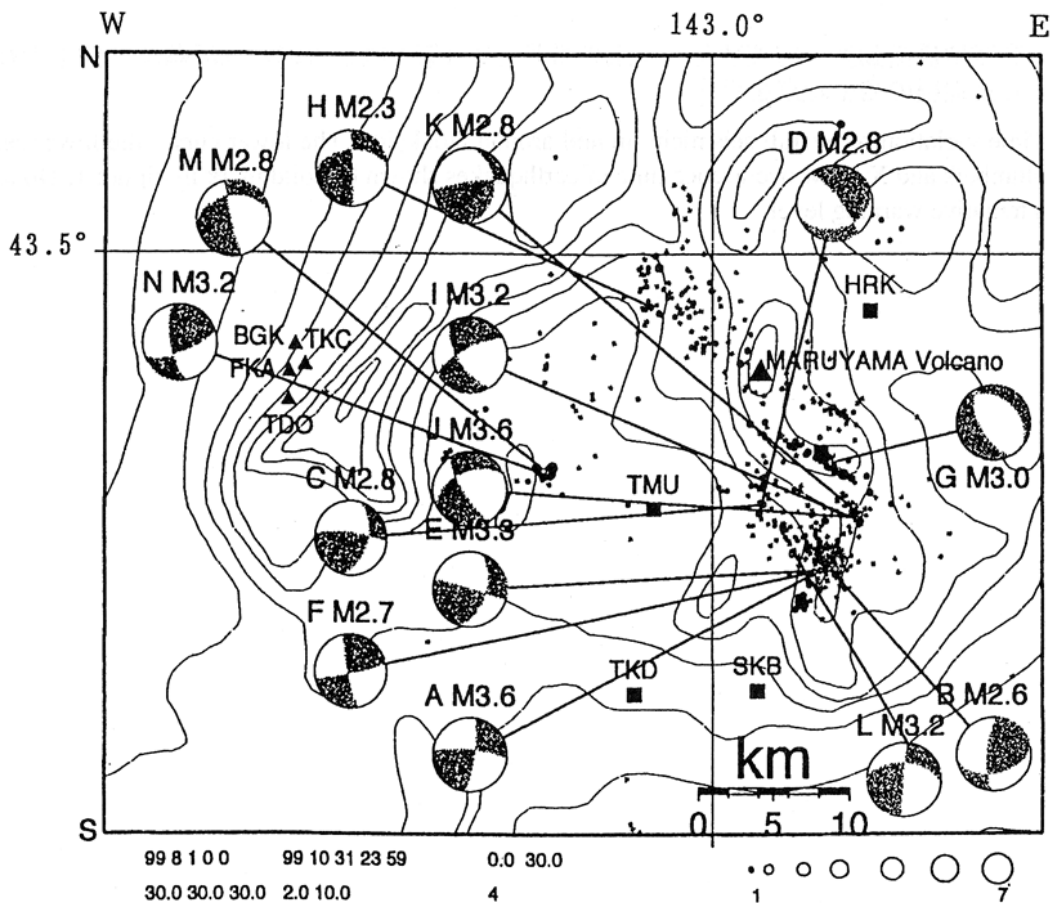 W 143.0° E
N
H M2.3 K M2.8 D M2.8
M M2.8
43.5°
N M3.2 I M3.2 HRK
BGK TKC
FKA MARUYAMA Volcano
TDO
J M3.6
C M2.8 TMU G M3.0
E M3.3
F M2.7
TKD SKB
A M3.6 L M3.2 B M2.6
km
S 0 5 10
99 8 1 0 0 99 10 31 23 59 0.0 30.0
30.0 30.0 30.0 2.0 10.0 4 1 7